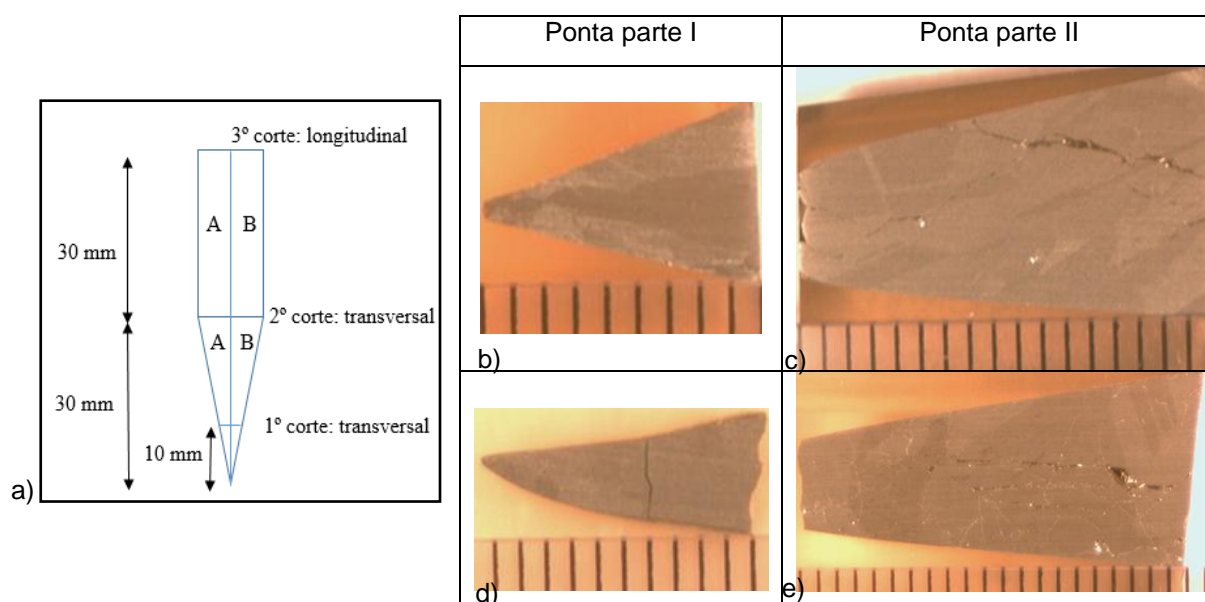 Ponta parte I
Ponta parte II
3º corte: longitudinal
A
B
30 mm
2º corte: transversal
A
B
30 mm
1º corte: transversal
10 mm
a)
b)
c)
d)
e)